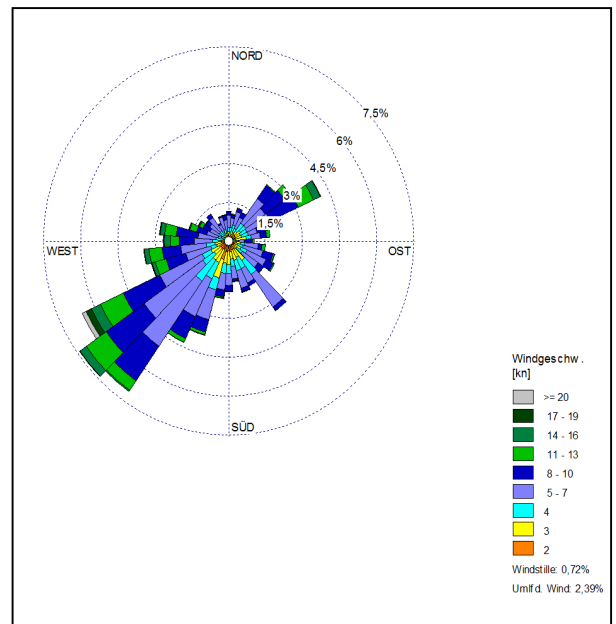 NORD
7,5%
6%
4,5%
3%
1,5%
WEST
OST
SÜD
Windgeschw .
[kn]
>= 20
17 - 19
14 - 16
11 - 13
8 - 10
5 - 7
4
3
2
Windstille: 0,72%
Umlfd. Wind: 2,39%